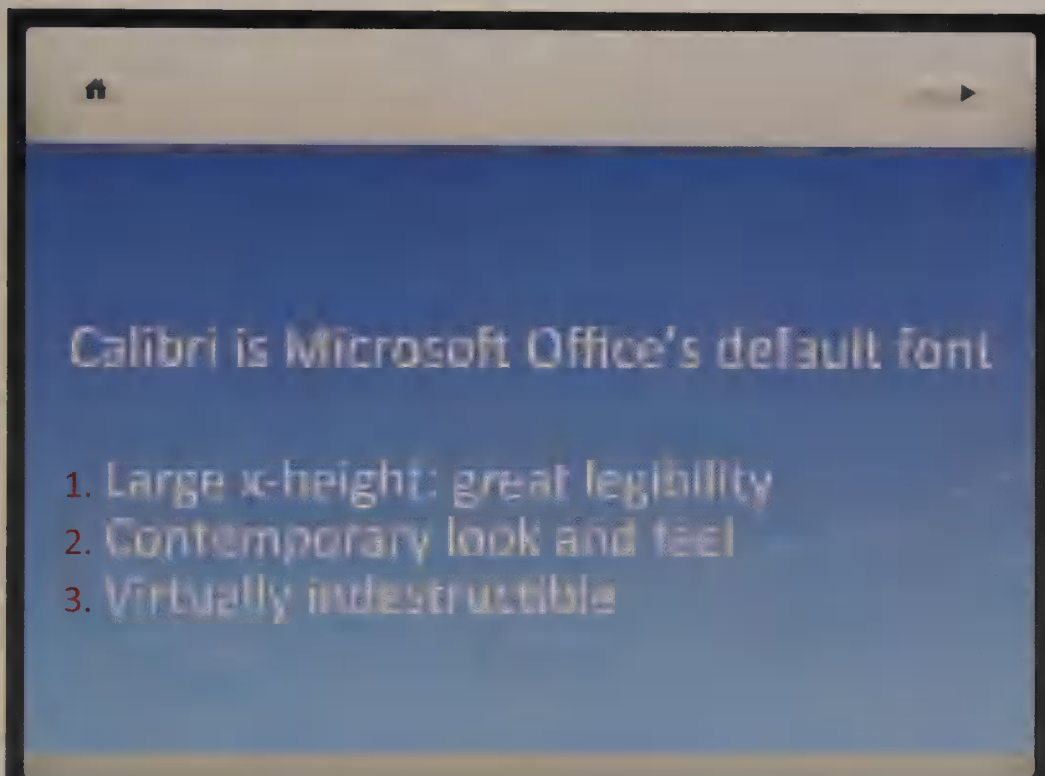 Calibri is Microsoft Office's default font
1. Large x-height: great legibility
2. Contemporary look and feel
3. Virtually indestructible